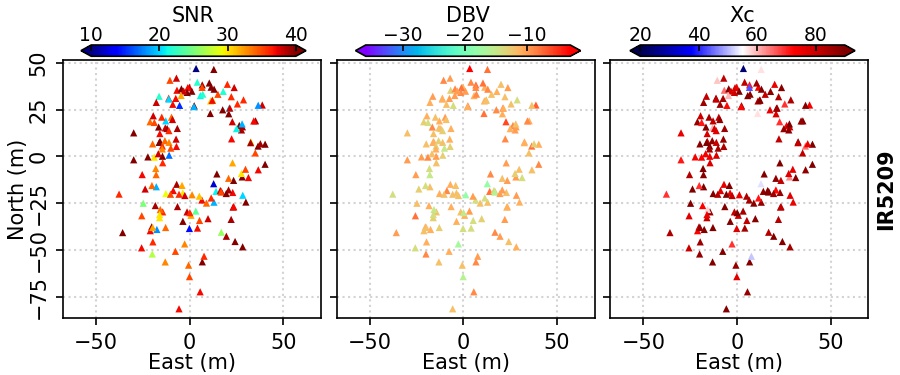 SNR DBV Xc
10 20 30 40 −30 −20 −10 20 40 60 80
50
25
0
−25
−50
−75
North (m)
IR5209
−50 0 50 −50 0 50 −50 0 50
East (m) East (m) East (m)